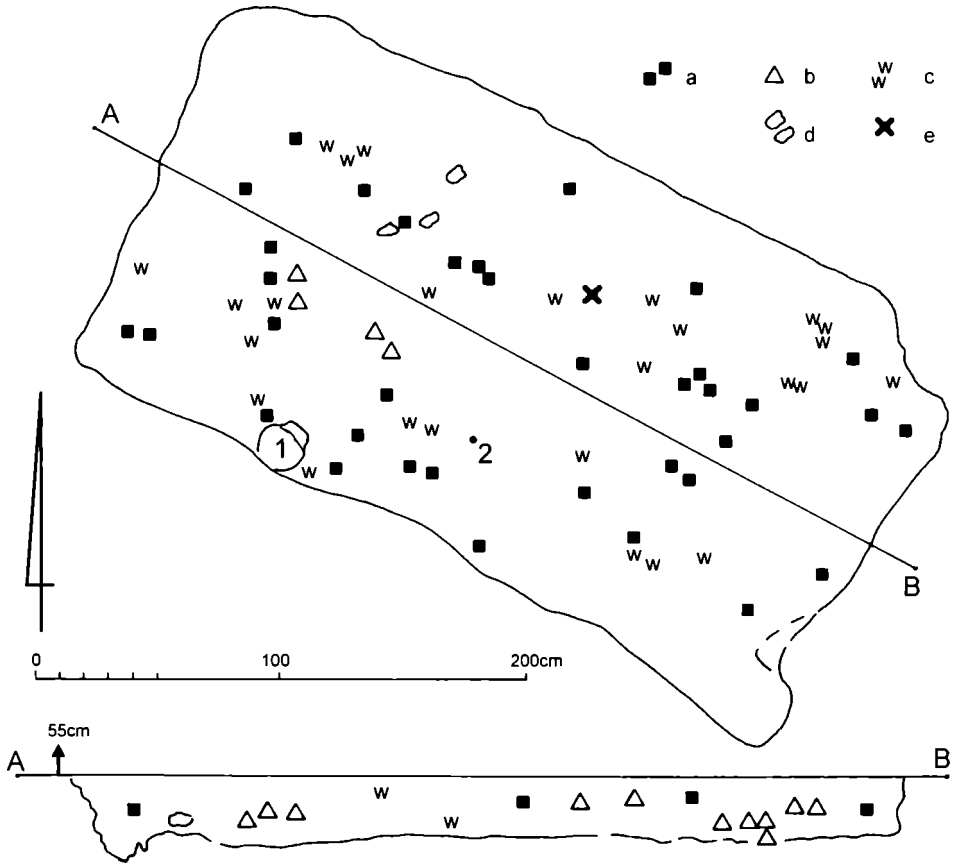 a b w w c
d e
A
w w w
w w w w w w
w w w w w
w w w w w w w
w w w
1 2 w
w w w w
B
0 100 200cm
55cm
A B
w
w